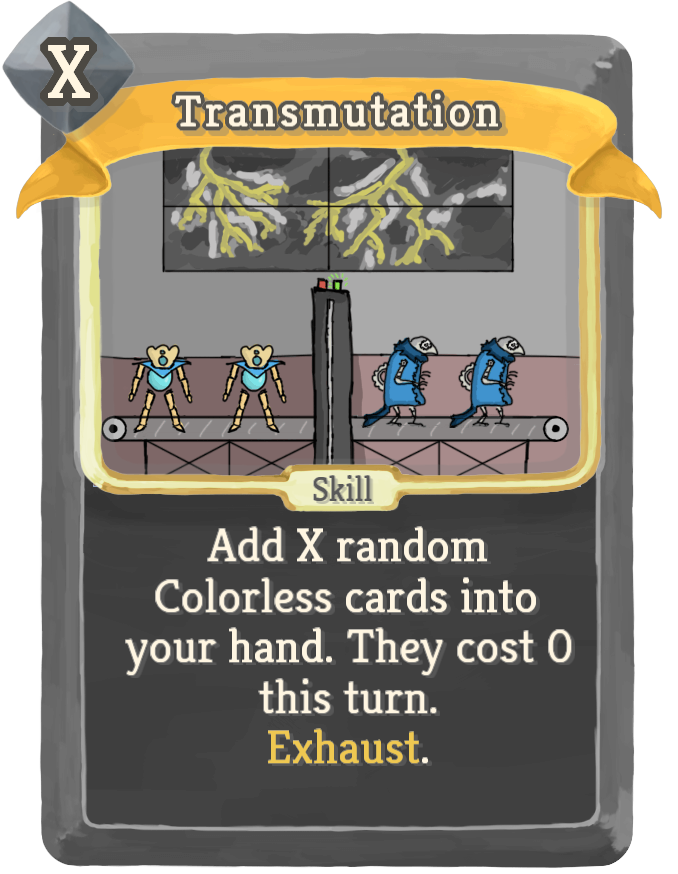 X
Transmutation
Skill
Add X random
Colorless cards into
your hand. They cost 0
this turn.
Exhaust.